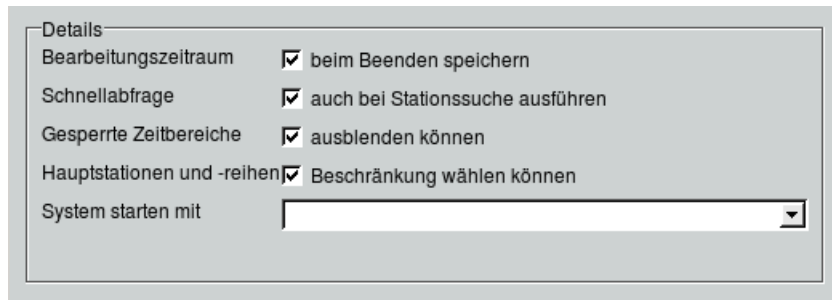 Details
Bearbeitungszeitraum beim Beenden speichern
Schnellabfrage auch bei Stationssuche ausführen
Gesperrte Zeitbereiche ausblenden können
Hauptstationen und -reihen Beschränkung wählen können
System starten mit